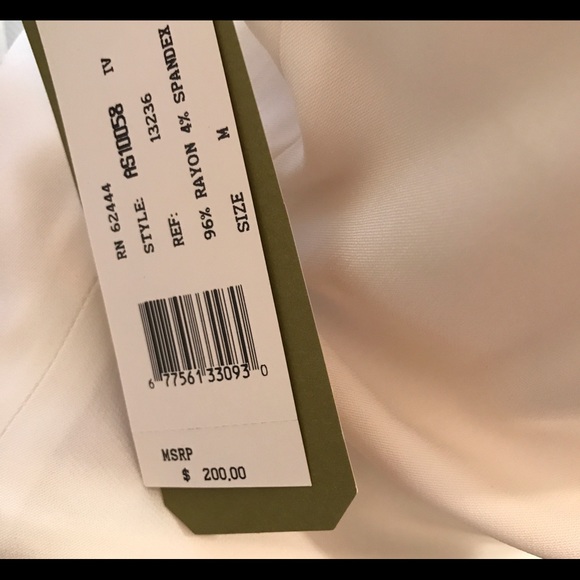 RN 62444
STYLE: AS10058 IV
REF: 13236
96% RAYON 4% SPANDEX
SIZE M
6 77561 33093 0
MSRP
$ 200.00